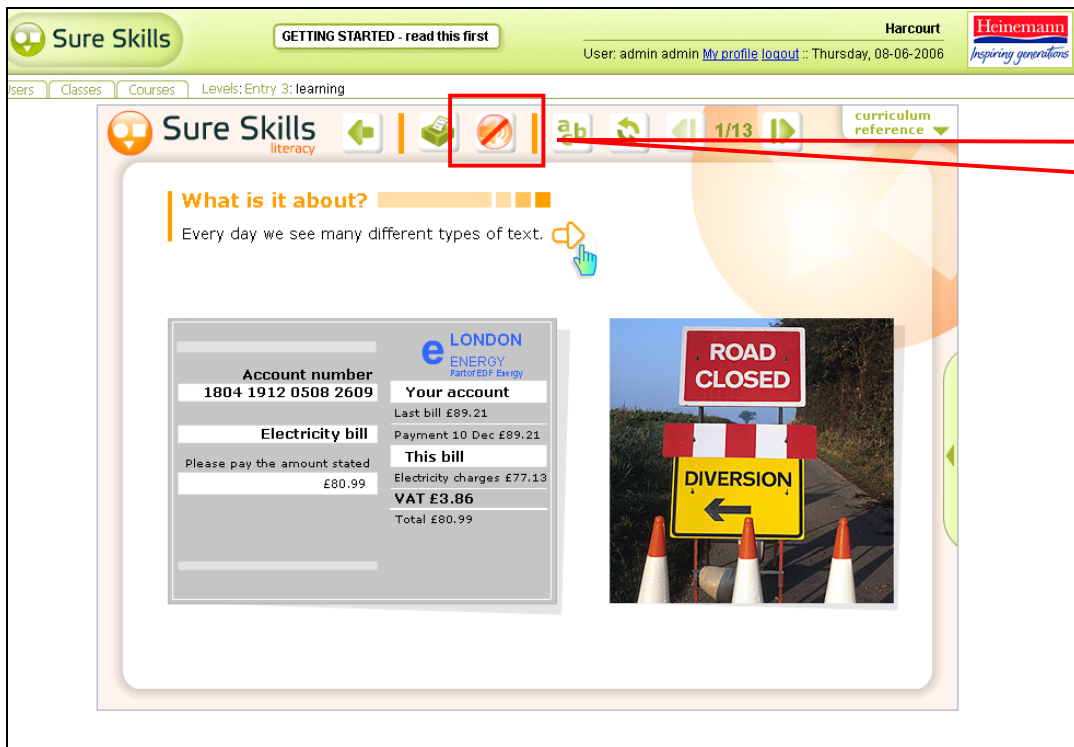 Sure Skills
GETTING STARTED - read this first
Harcourt
User: admin admin My profile logout :: Thursday, 08-06-2006
Heinemann
Inspiring generations
Classes
Courses
Levels: Entry 3: learning
Sure Skills
literacy
abc
1/13
curriculum
reference
What is it about?
Every day we see many different types of text.
e LONDON
ENERGY
Part of EDF Energy
Account number
1804 1912 0508 2609
Electricity bill
Please pay the amount stated
£80.99
Your account
Last bill £89.21
Payment 10 Dec £89.21
This bill
Electricity charges £77.13
VAT £3.86
Total £80.99
ROAD
CLOSED
DIVERSION